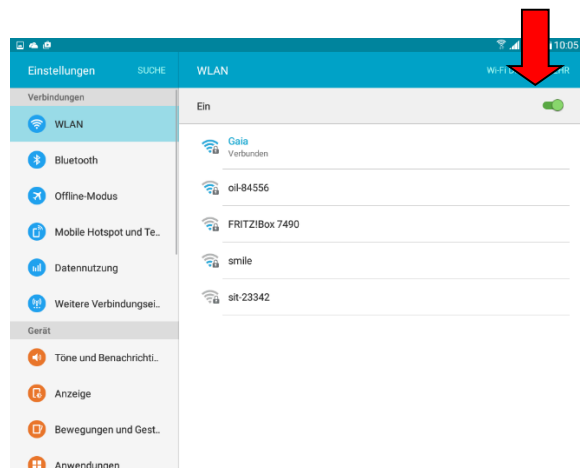 10:05
Einstellungen SUCHE WLAN
Verbindungen
Ein
WLAN
Gaia
Verbunden
Bluetooth
oil-84556
Offline-Modus
FRITZ!Box 7490
Mobile Hotspot und Te..
smile
Datennutzung
sit-23342
Weitere Verbindungsei..
Gerät
Töne und Benachrichti..
Anzeige
Bewegungen und Gest..
Anwendungen